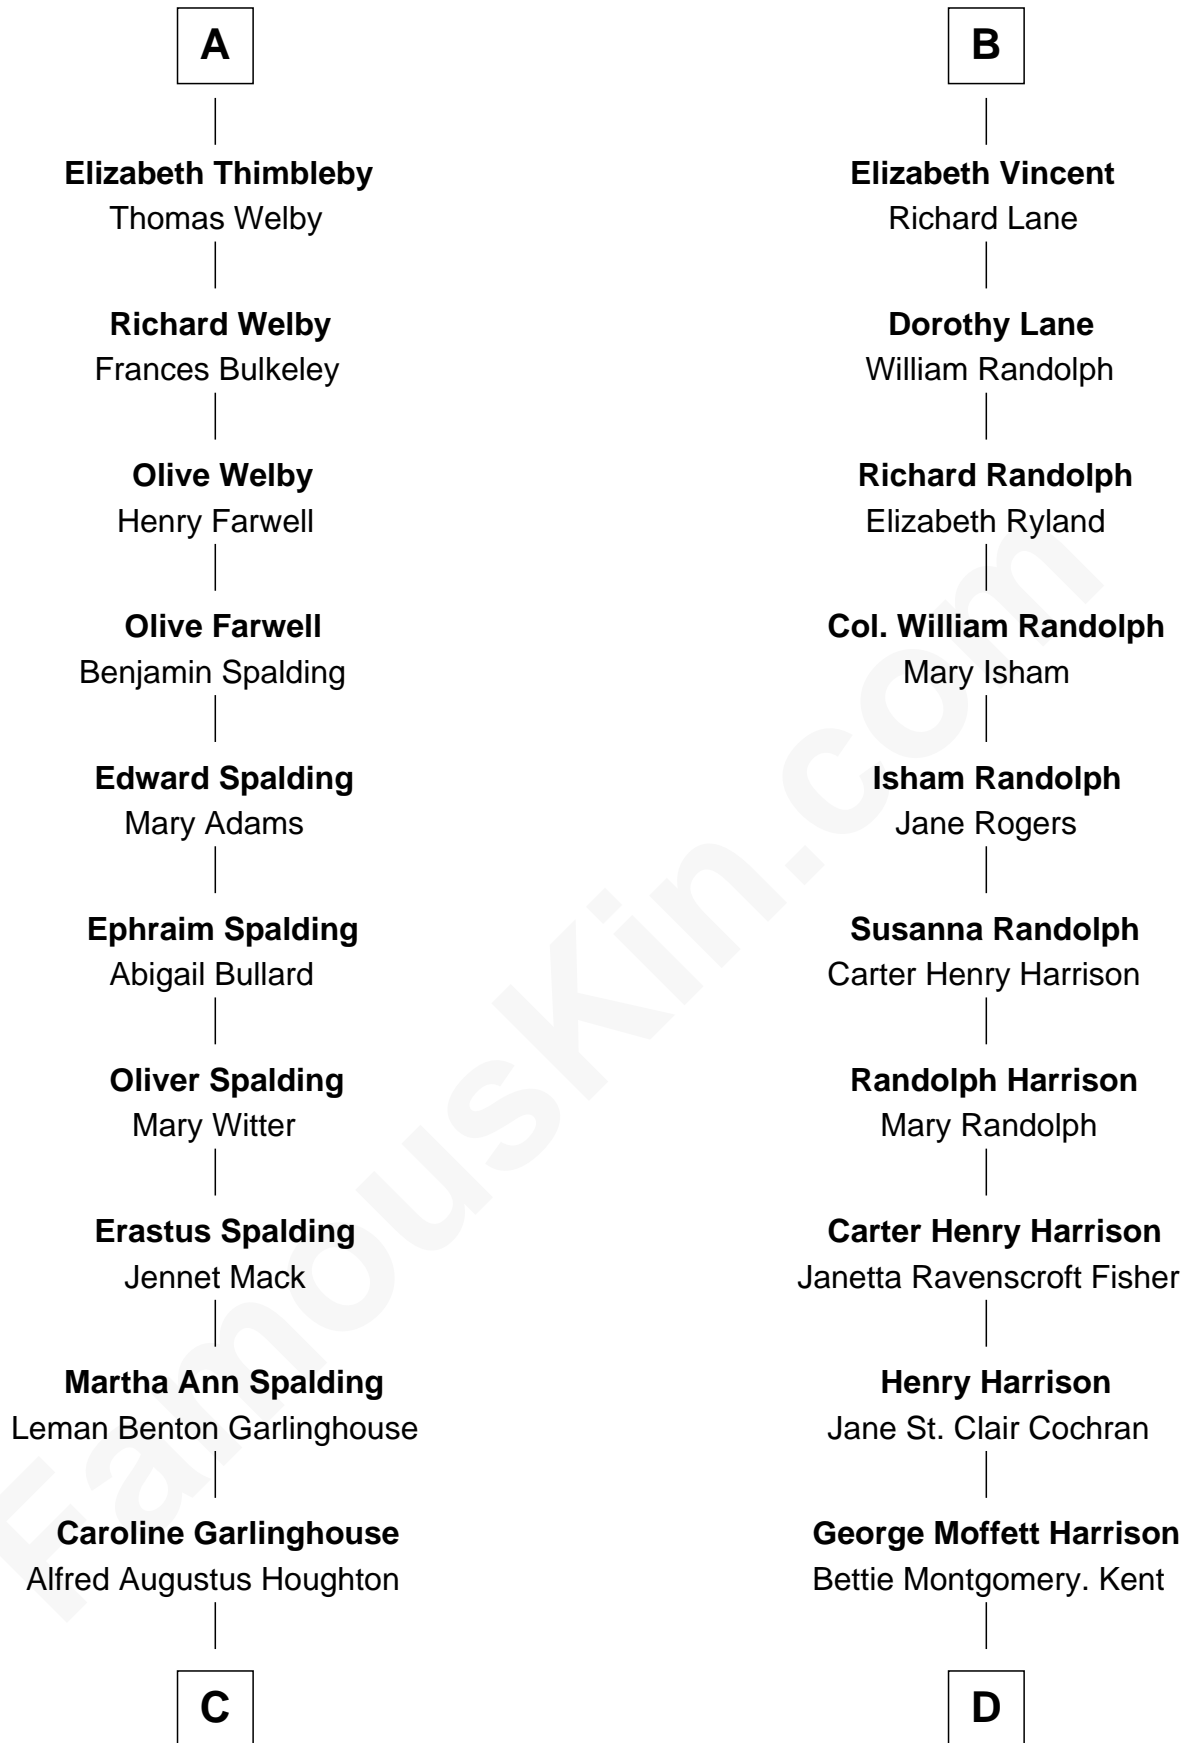 A
Elizabeth Thimbleby
Thomas Welby
Richard Welby
Frances Bulkeley
Olive Welby
Henry Farwell
Olive Farwell
Benjamin Spalding
Edward Spalding
Mary Adams
Ephraim Spalding
Abigail Bullard
Oliver Spalding
Mary Witter
Erastus Spalding
Jennet Mack
Martha Ann Spalding
Leman Benton Garlinghouse
Caroline Garlinghouse
Alfred Augustus Houghton
C
B
Elizabeth Vincent
Richard Lane
Dorothy Lane
William Randolph
Richard Randolph
Elizabeth Ryland
Col. William Randolph
Mary Isham
Isham Randolph
Jane Rogers
Susanna Randolph
Carter Henry Harrison
Randolph Harrison
Mary Randolph
Carter Henry Harrison
Janetta Ravenscroft Fisher
Henry Harrison
Jane St. Clair Cochran
George Moffett Harrison
Bettie Montgomery. Kent
D
FamousKin.com